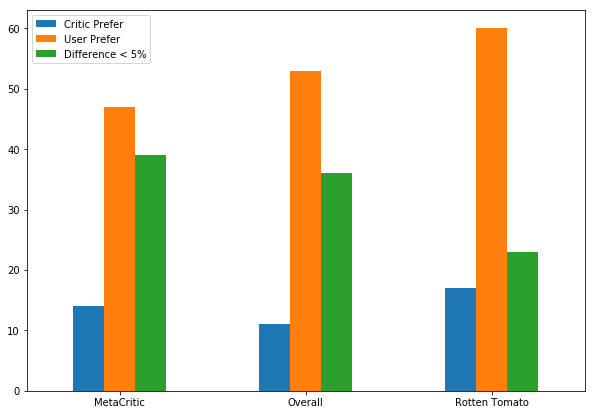 Critic Prefer
User Prefer
Difference < 5%
60
50
40
30
20
10
0
MetaCritic
Overall
Rotten Tomato